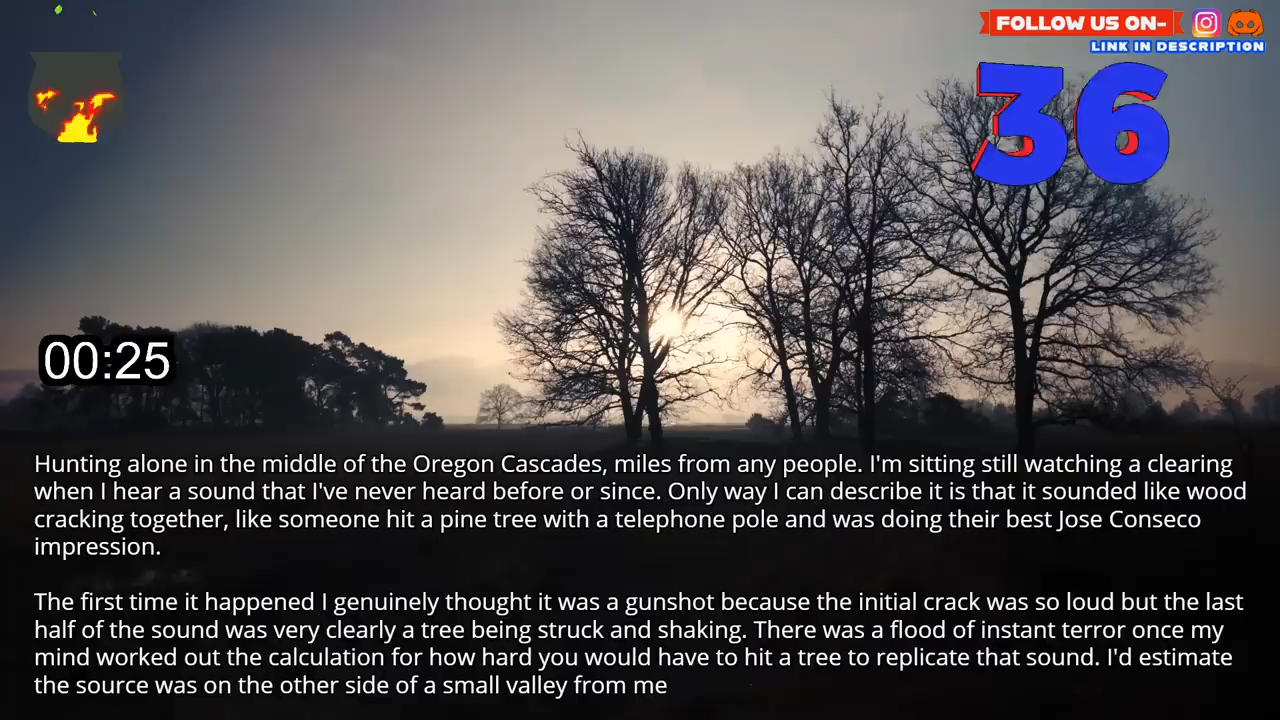 FOLLOW US ON-
LINK IN DESCRIPTION
36
00:25
Hunting alone in the middle of the Oregon Cascades, miles from any people. I'm sitting still watching a clearing
when I hear a sound that I've never heard before or since. Only way I can describe it is that it sounded like wood
cracking together, like someone hit a pine tree with a telephone pole and was doing their best Jose Conseco
impression.
The first time it happened I genuinely thought it was a gunshot because the initial crack was so loud but the last
half of the sound was very clearly a tree being struck and shaking. There was a flood of instant terror once my
mind worked out the calculation for how hard you would have to hit a tree to replicate that sound. I'd estimate
the source was on the other side of a small valley from me